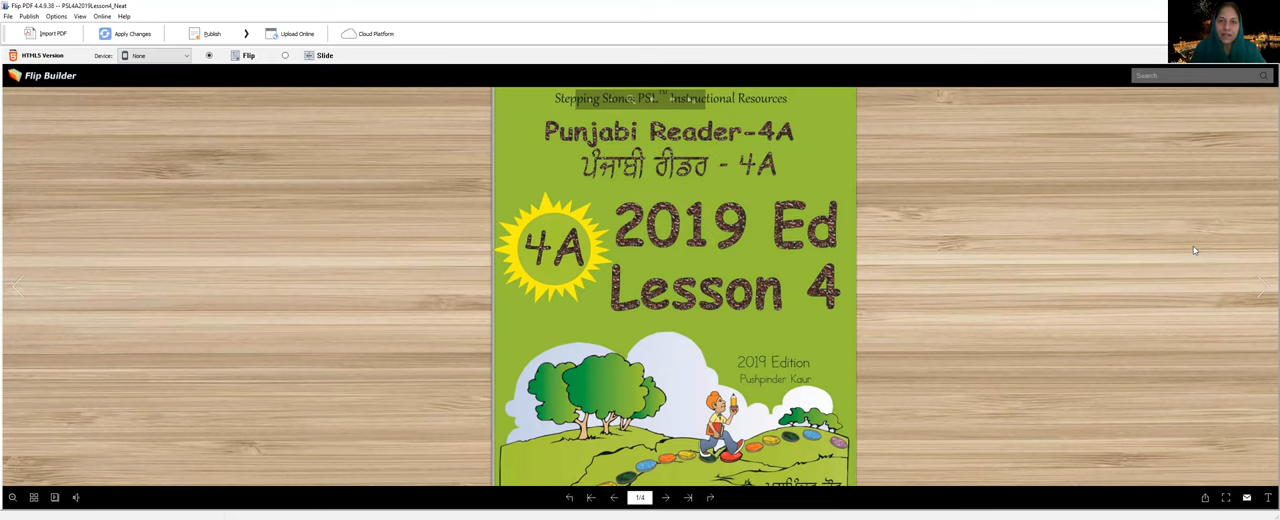 Flip PDF 4.4.9.38 -- PSL4A2019Lesson4_Neat
File Publish Options View Online Help
Import PDF Apply Changes Publish Upload Online Cloud Platform
HTML5 Version Device: None Flip Slide
Flip Builder Search
Stepping Stones PSL™ Instructional Resources
Punjabi Reader-4A
ਪੰਜਾਬੀ ਰੀਡਰ - 4A
4A
2019 Ed
Lesson 4
2019 Edition
Pushpinder Kaur
1/4